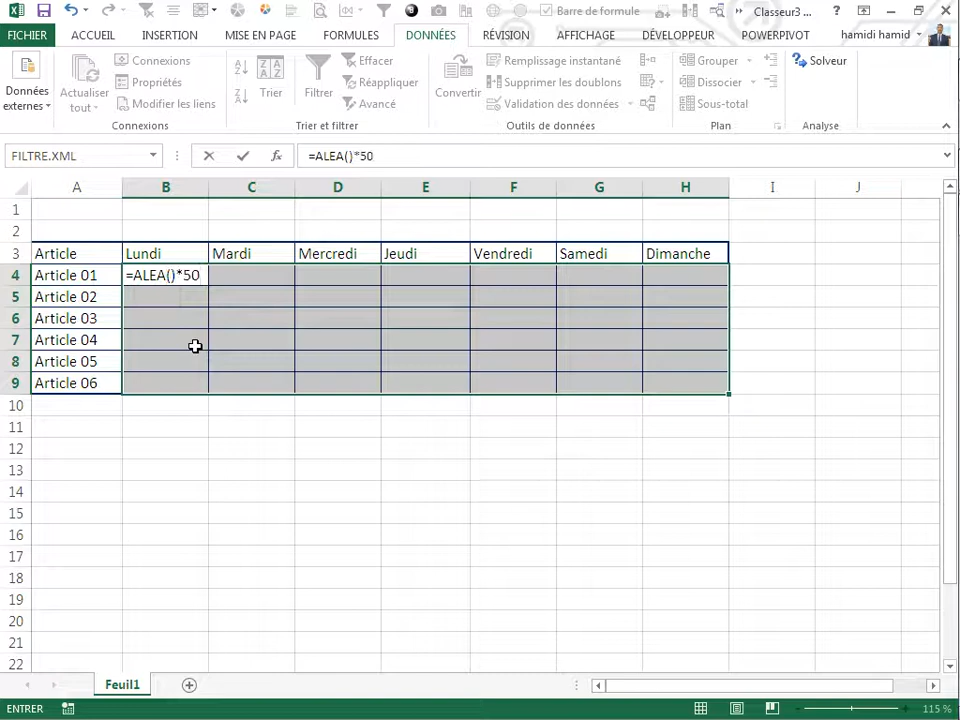 Barre de formule
Classeur3 ...
?
FICHIER ACCUEIL INSERTION MISE EN PAGE FORMULES DONNÉES RÉVISION AFFICHAGE DÉVELOPPEUR POWERPIVOT hamidi hamid
Données externes
Actualiser tout
Connexions
Propriétés
Modifier les liens
Connexions
Trier
Filtrer
Effacer
Réappliquer
Avancé
Trier et filtrer
Convertir
Remplissage instantané
Supprimer les doublons
Validation des données
Outils de données
Grouper
Dissocier
Sous-total
Plan
Solveur
Analyse
FILTRE.XML =ALEA()*50
A B C D E F G H I J
1
2
3 Article Lundi Mardi Mercredi Jeudi Vendredi Samedi Dimanche
4 Article 01 =ALEA()*50
5 Article 02
6 Article 03
7 Article 04
8 Article 05
9 Article 06
10
11
12
13
14
15
16
17
18
19
20
21
22
Feuil1
ENTRER 115 %